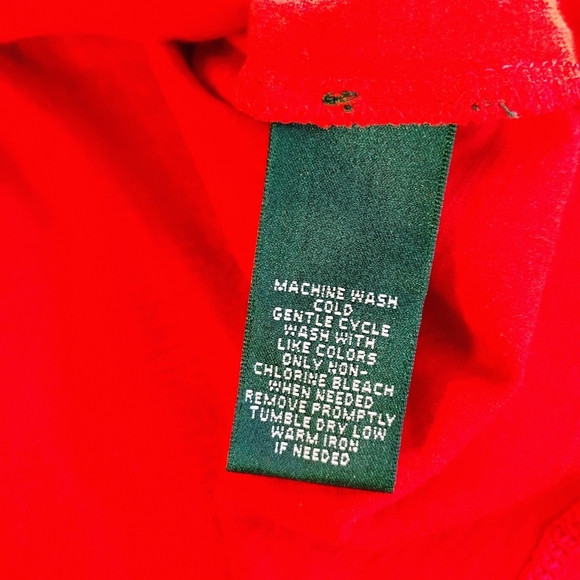 MACHINE WASH
COLD
GENTLE CYCLE
WASH WITH
LIKE COLORS
ONLY NON-
CHLORINE BLEACH
WHEN NEEDED
REMOVE PROMPTLY
TUMBLE DRY LOW
WARM IRON
IF NEEDED